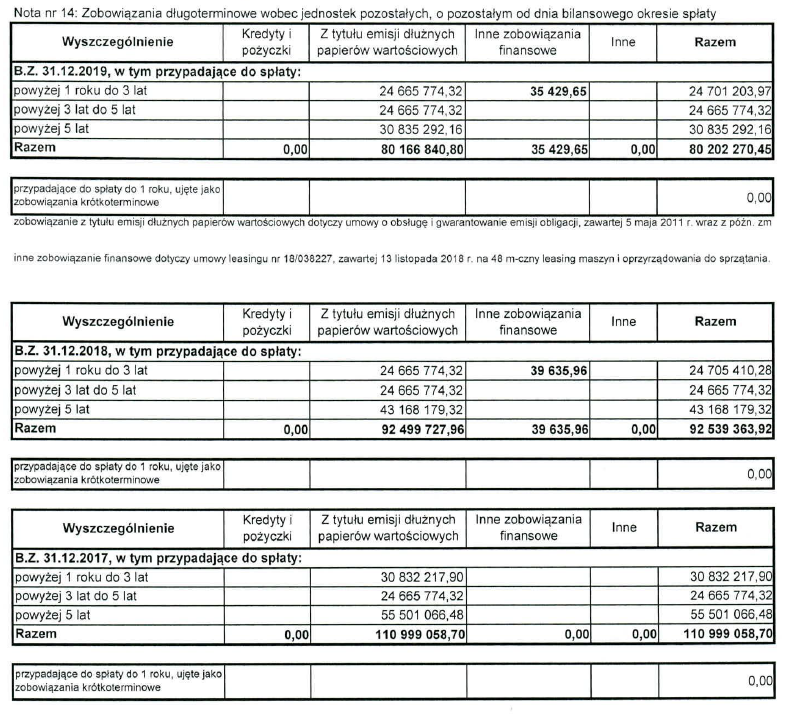 Nota nr 14: Zobowiązania długoterminowe wobec jednostek pozostałych, o pozostałym od dnia bilansowego okresie spłaty
Wyszczególnienie Kredyty i pożyczki Z tytułu emisji dłużnych papierów wartościowych Inne zobowiązania finansowe Inne Razem
B.Z. 31.12.2019, w tym przypadające do spłaty:
powyżej 1 roku do 3 lat 24 665 774,32 35 429,65 24 701 203,97
powyżej 3 lat do 5 lat 24 665 774,32 24 665 774,32
powyżej 5 lat 30 835 292,16 30 835 292,16
Razem 0,00 80 166 840,80 35 429,65 0,00 80 202 270,45
przypadające do spłaty do 1 roku, ujęte jako
zobowiązania krótkoterminowe 0,00
zobowiązanie z tytułu emisji dłużnych papierów wartościowych dotyczy umowy o obsługę i gwarantowanie emisji obligacji, zawartej 5 maja 2011 r. wraz z późn. zm
inne zobowiązanie finansowe dotyczy umowy leasingu nr 18/038227, zawartej 13 listopada 2018 r. na 48 m-czny leasing maszyn i oprzyrządowania do sprzątania.
Wyszczególnienie Kredyty i pożyczki Z tytułu emisji dłużnych papierów wartościowych Inne zobowiązania finansowe Inne Razem
B.Z. 31.12.2018, w tym przypadające do spłaty:
powyżej 1 roku do 3 lat 24 665 774,32 39 635,96 24 705 410,28
powyżej 3 lat do 5 lat 24 665 774,32 24 665 774,32
powyżej 5 lat 43 168 179,32 43 168 179,32
Razem 0,00 92 499 727,96 39 635,96 0,00 92 539 363,92
przypadające do spłaty do 1 roku, ujęte jako
zobowiązania krótkoterminowe 0,00
Wyszczególnienie Kredyty i pożyczki Z tytułu emisji dłużnych papierów wartościowych Inne zobowiązania finansowe Inne Razem
B.Z. 31.12.2017, w tym przypadające do spłaty:
powyżej 1 roku do 3 lat 30 832 217,90 30 832 217,90
powyżej 3 lat do 5 lat 24 665 774,32 24 665 774,32
powyżej 5 lat 55 501 066,48 55 501 066,48
Razem 0,00 110 999 058,70 0,00 0,00 110 999 058,70
przypadające do spłaty do 1 roku, ujęte jako
zobowiązania krótkoterminowe 0,00